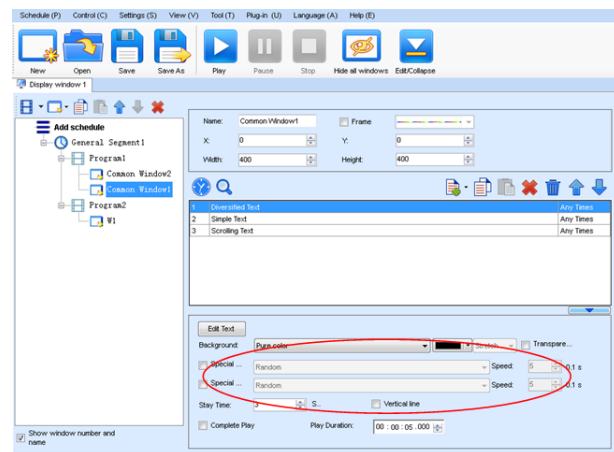 Schedule (P) Control (C) Settings (S) View (V) Tool (T) Plug-in (U) Language (A) Help (E)
New Open Save Save As Play Pause Stop Hide all windows Edit/Collapse
Display window 1
Add schedule
General Segment1
Program1
Common Window2
Common Window1
Program2
W1
Show window number and
name
Name: Common Window1 Frame
X: 0 Y: 0
Width: 400 Height: 400
1 Diversified Text Any Times
2 Simple Text Any Times
3 Scrolling Text Any Times
Edit Text
Background: Pure color Transpare...
Special ... Random Speed: 5 0.1 s
Special ... Random Speed: 5 0.1 s
Stay Time: 3 S... Vertical line
Complete Play Play Duration: 00 : 00 : 05 .000